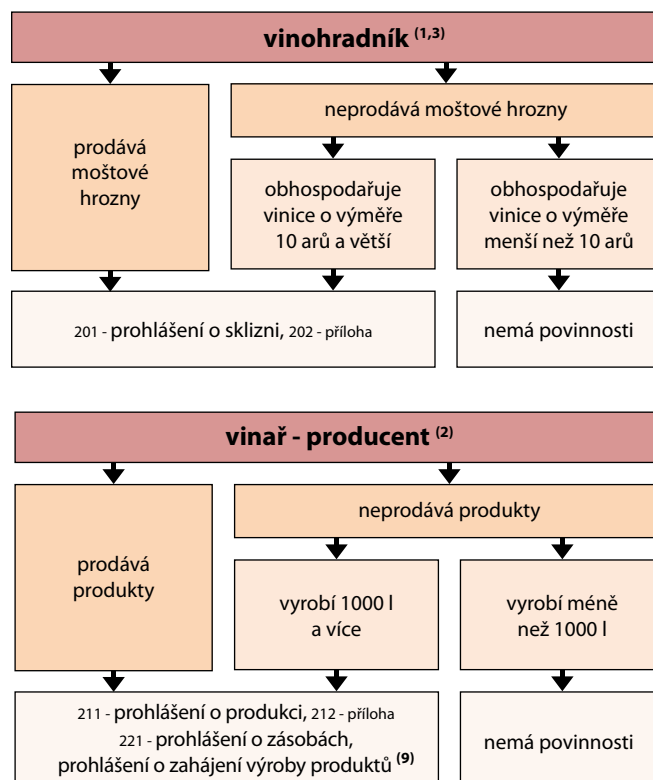 vinohradník (1,3)
prodává
moštové
hrozny
neprodává moštové hrozny
obhospodařuje
vinice o výměře
10 arů a větší
obhospodařuje
vinice o výměře
menší než 10 arů
201 - prohlášení o sklizni, 202 - příloha
nemá povinnosti
vinař - producent (2)
prodává
produkty
neprodává produkty
vyrobí 1000 l
a více
vyrobí méně
než 1000 l
211 - prohlášení o produkci, 212 - příloha
221 - prohlášení o zásobách,
prohlášení o zahájení výroby produktů (9)
nemá povinnosti